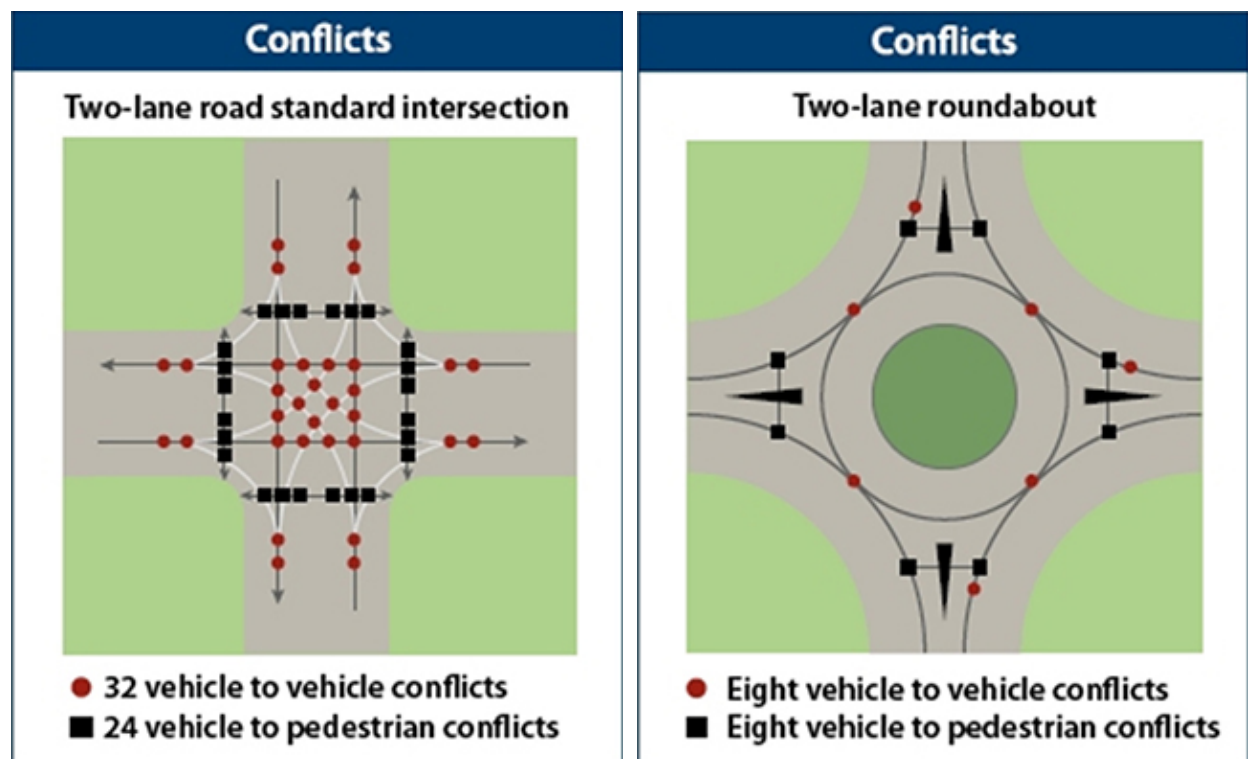 Conflicts
Two-lane road standard intersection
32 vehicle to vehicle conflicts
24 vehicle to pedestrian conflicts
Conflicts
Two-lane roundabout
Eight vehicle to vehicle conflicts
Eight vehicle to pedestrian conflicts